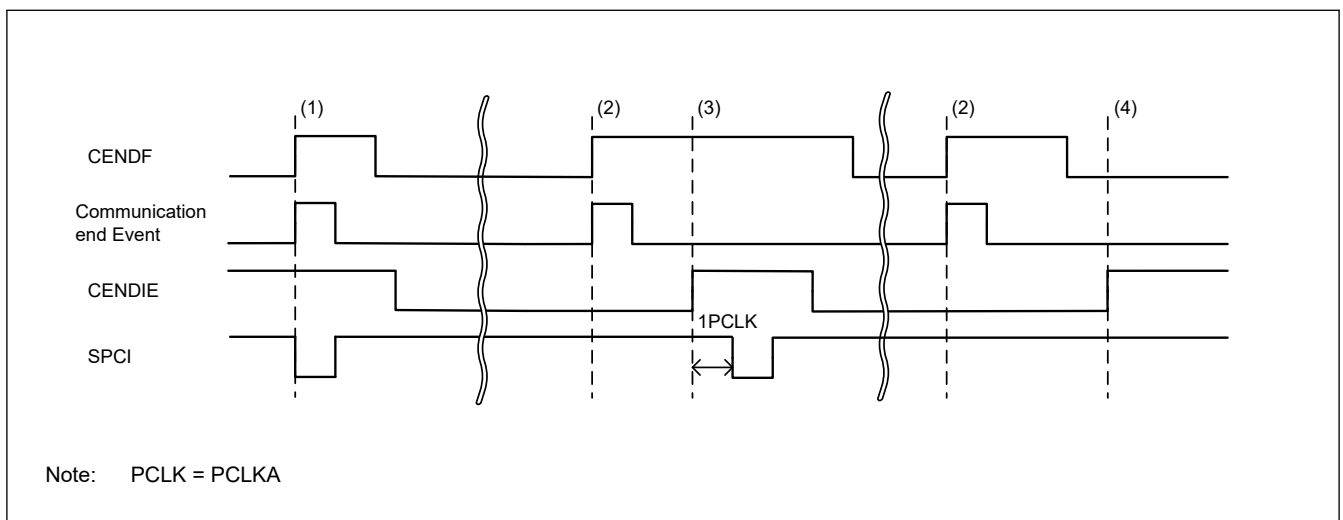 (1) (2) (3) (2) (4)
CENDF
Communication
end Event
CENDIE
1PCLK
SPCI
Note: PCLK = PCLKA